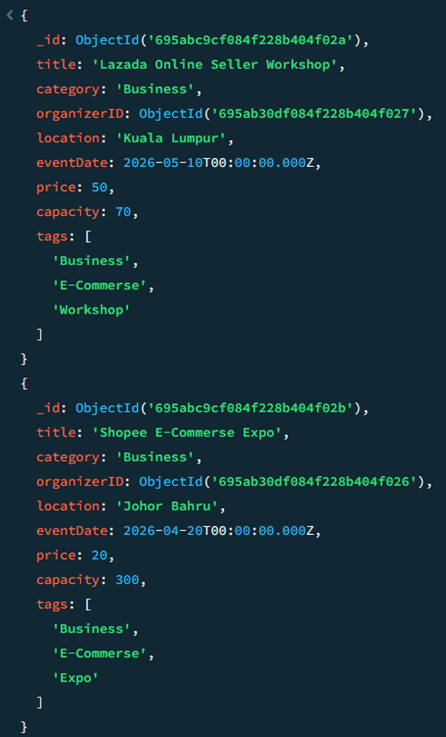 {
_id: ObjectId('695abc9cf084f228b404f02a'),
title: 'Lazada Online Seller Workshop',
category: 'Business',
organizerID: ObjectId('695ab30df084f228b404f027'),
location: 'Kuala Lumpur',
eventDate: 2026-05-10T00:00:00.000Z,
price: 50,
capacity: 70,
tags: [
'Business',
'E-Commerse',
'Workshop'
]
}
{
_id: ObjectId('695abc9cf084f228b404f02b'),
title: 'Shopee E-Commerse Expo',
category: 'Business',
organizerID: ObjectId('695ab30df084f228b404f026'),
location: 'Johor Bahru',
eventDate: 2026-04-20T00:00:00.000Z,
price: 20,
capacity: 300,
tags: [
'Business',
'E-Commerse',
'Expo'
]
}